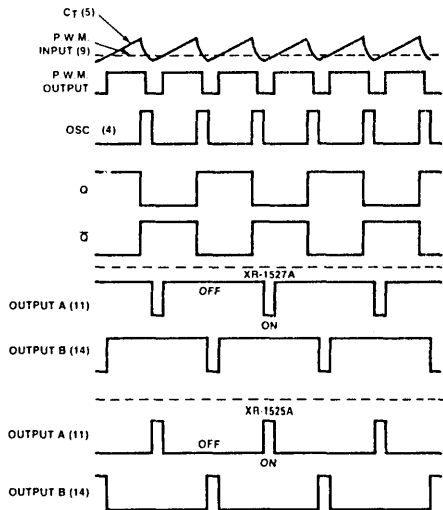 CT (5)
P.W.M.
INPUT (9)
P.W.M.
OUTPUT
OSC (4)
Q
Q̅
XR-1527A
OFF
OUTPUT A (11)
ON
OUTPUT B (14)
XR-1525A
OUTPUT A (11)
OFF
ON
OUTPUT B (14)